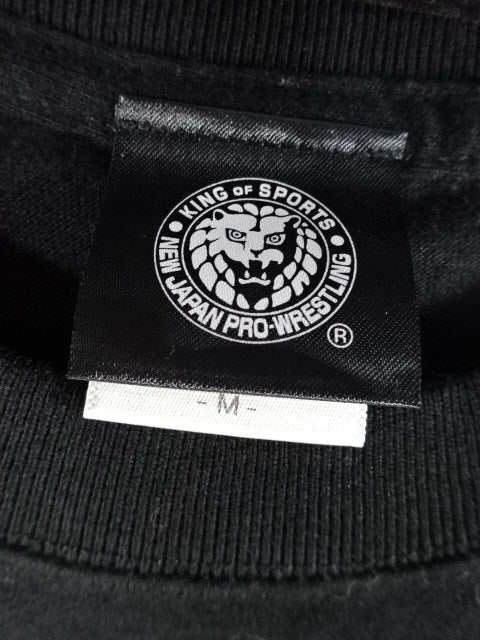 KING OF SPORTS
NEW JAPAN PRO-WRESTLING
®
- M -